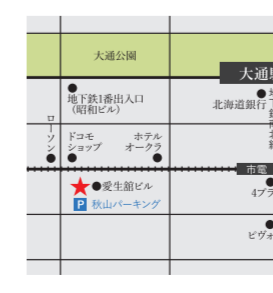 大通公園
大通
地下鉄1番出入口
(昭和ビル)
北海道銀行
ローソン
ドコモ
ショップ
ホテル
オークラ
市電
愛生舘ビル
P 秋山パーキング
4プラ
ピヴォ